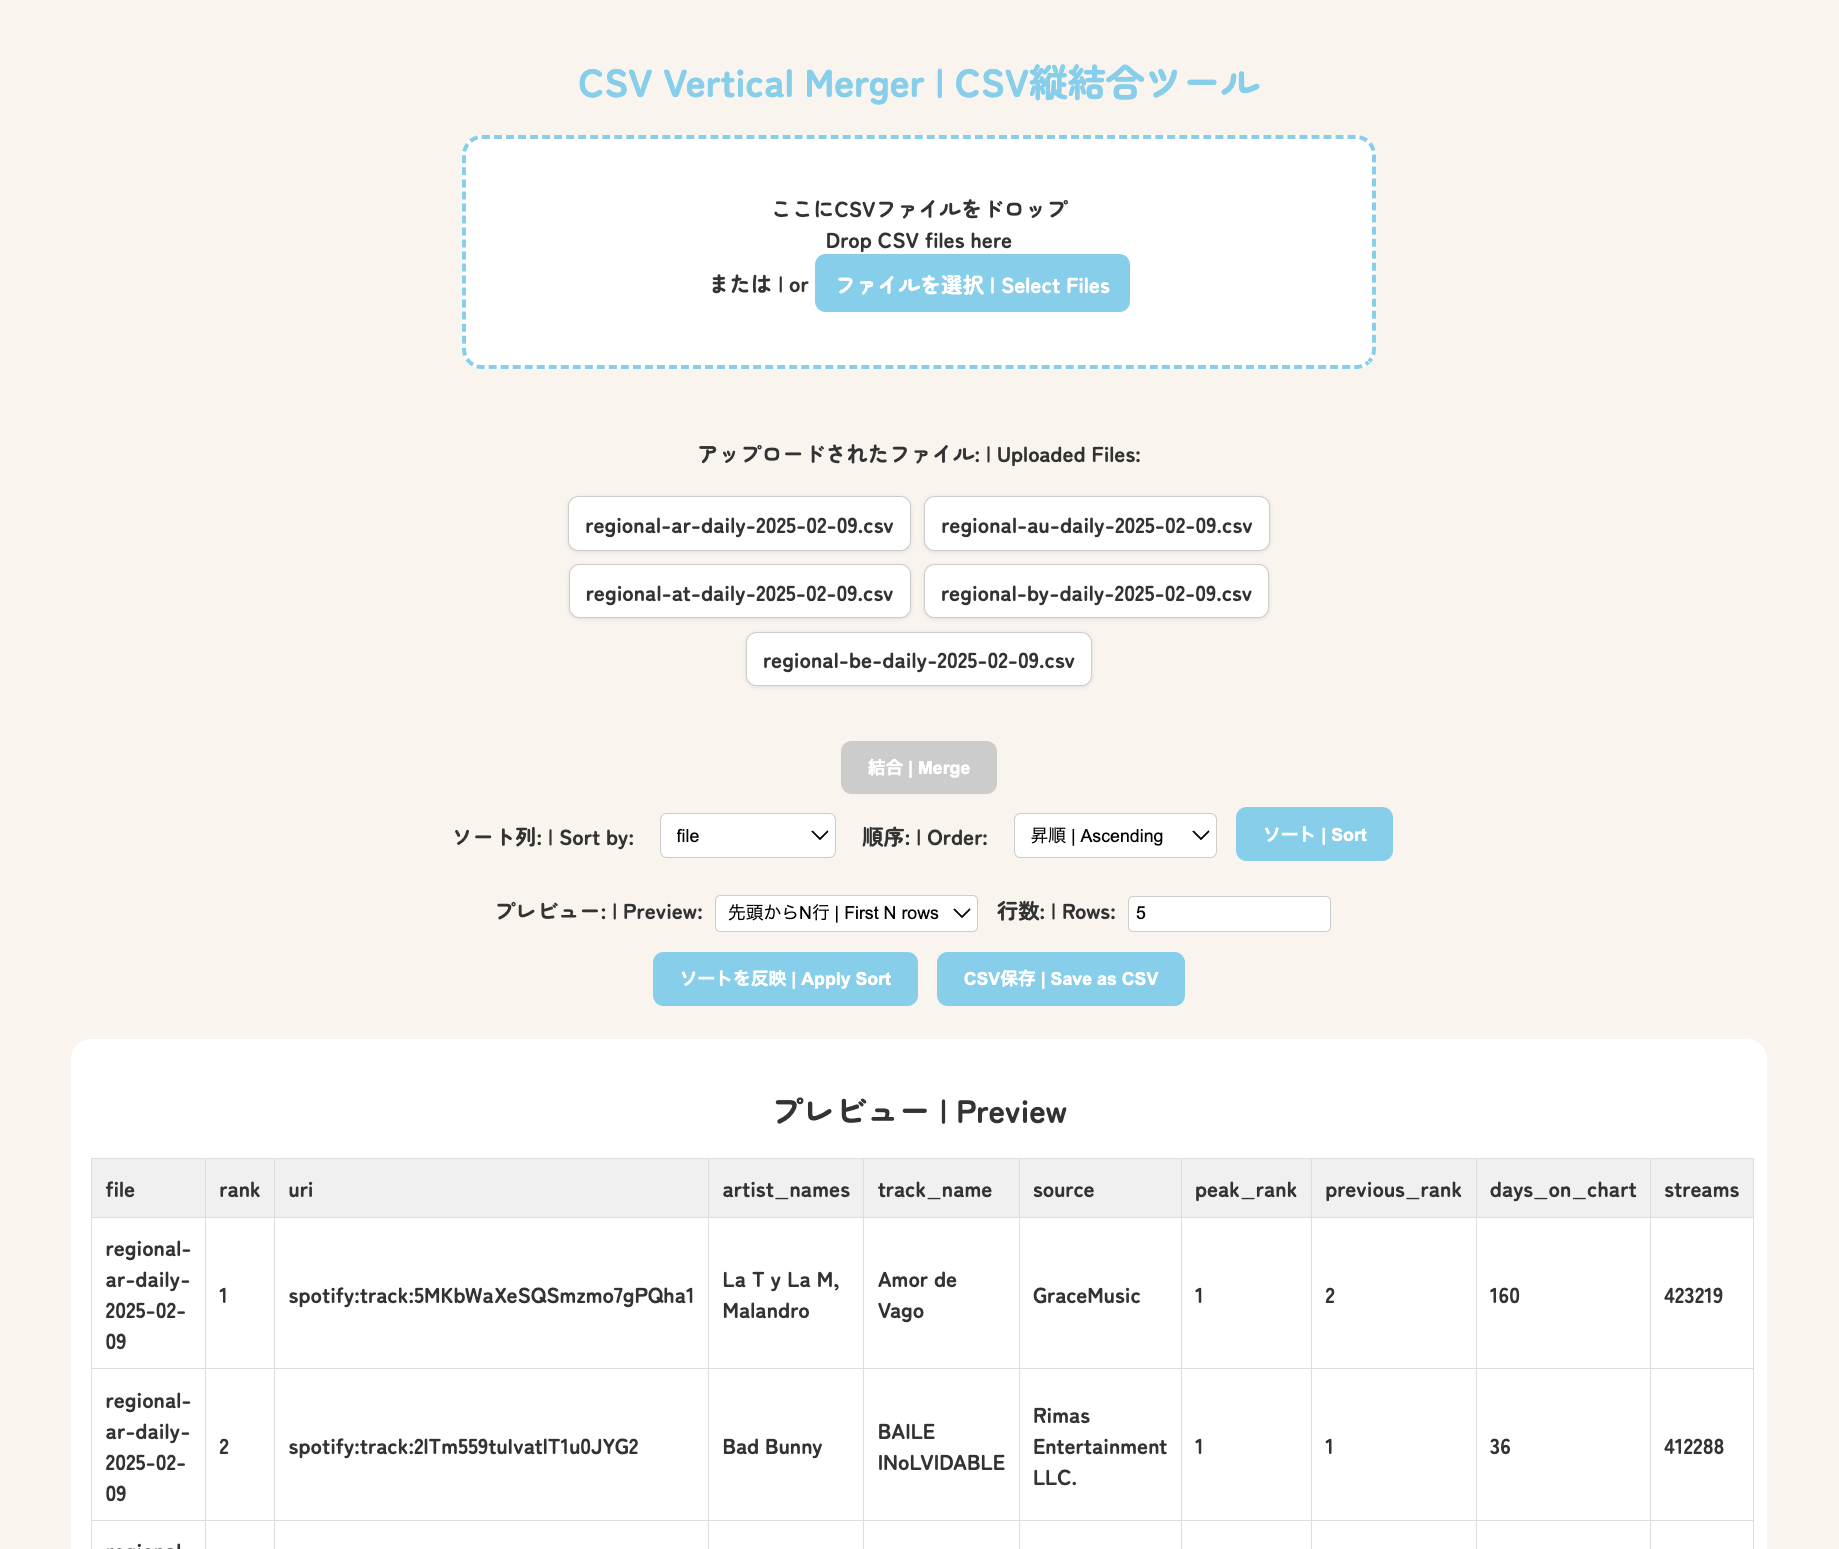 CSV Vertical Merger | CSV縦結合ツール
ここにCSVファイルをドロップ
Drop CSV files here
または | or ファイルを選択 | Select Files
アップロードされたファイル: | Uploaded Files:
regional-ar-daily-2025-02-09.csv regional-au-daily-2025-02-09.csv
regional-at-daily-2025-02-09.csv regional-by-daily-2025-02-09.csv
regional-be-daily-2025-02-09.csv
結合 | Merge
ソート列: | Sort by: file 順序: | Order: 昇順 | Ascending ソート | Sort
プレビュー: | Preview: 先頭からN行 | First N rows 行数: | Rows: 5
ソートを反映 | Apply Sort CSV保存 | Save as CSV
プレビュー | Preview
file rank uri artist_names track_name source peak_rank previous_rank days_on_chart streams
regional-
ar-daily-
2025-02-
09
1
spotify:track:5MKbWaXeSQSmzmo7gPQha1
La T y La M,
Malandro
Amor de
Vago
GraceMusic
1
2
160
423219
regional-
ar-daily-
2025-02-
09
2
Bad Bunny
BAILE
INoLVIDABLE
Rimas
Entertainment
LLC.
1
1
36
412288